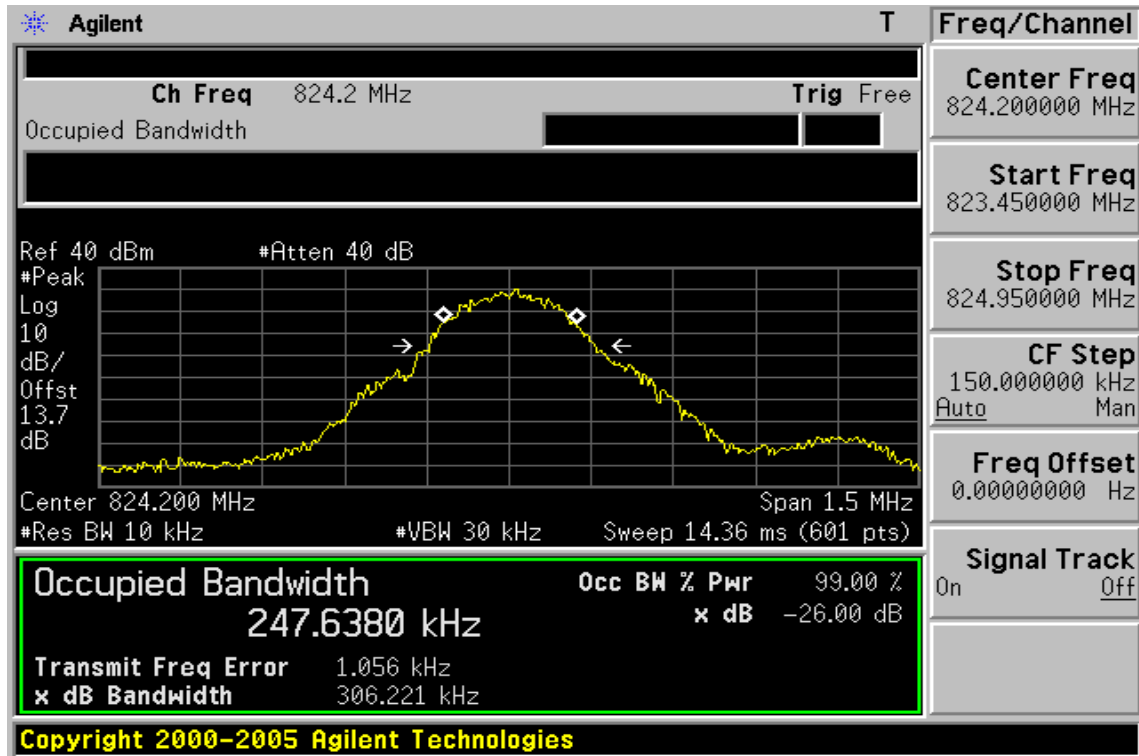 Agilent T
Freq/Channel
Ch Freq 824.2 MHz Trig Free
Occupied Bandwidth
Center Freq
824.200000 MHz
Start Freq
823.450000 MHz
Stop Freq
824.950000 MHz
CF Step
150.000000 kHz
Auto Man
Freq Offset
0.00000000 Hz
Signal Track
On Off
Ref 40 dBm #Atten 40 dB
#Peak
Log
10
dB/
Offst
13.7
dB
Center 824.200 MHz Span 1.5 MHz
#Res BW 10 kHz #VBW 30 kHz Sweep 14.36 ms (601 pts)
Occupied Bandwidth Occ BW % Pwr 99.00 %
247.6380 kHz x dB -26.00 dB
Transmit Freq Error 1.056 kHz
x dB Bandwidth 306.221 kHz
Copyright 2000-2005 Agilent Technologies